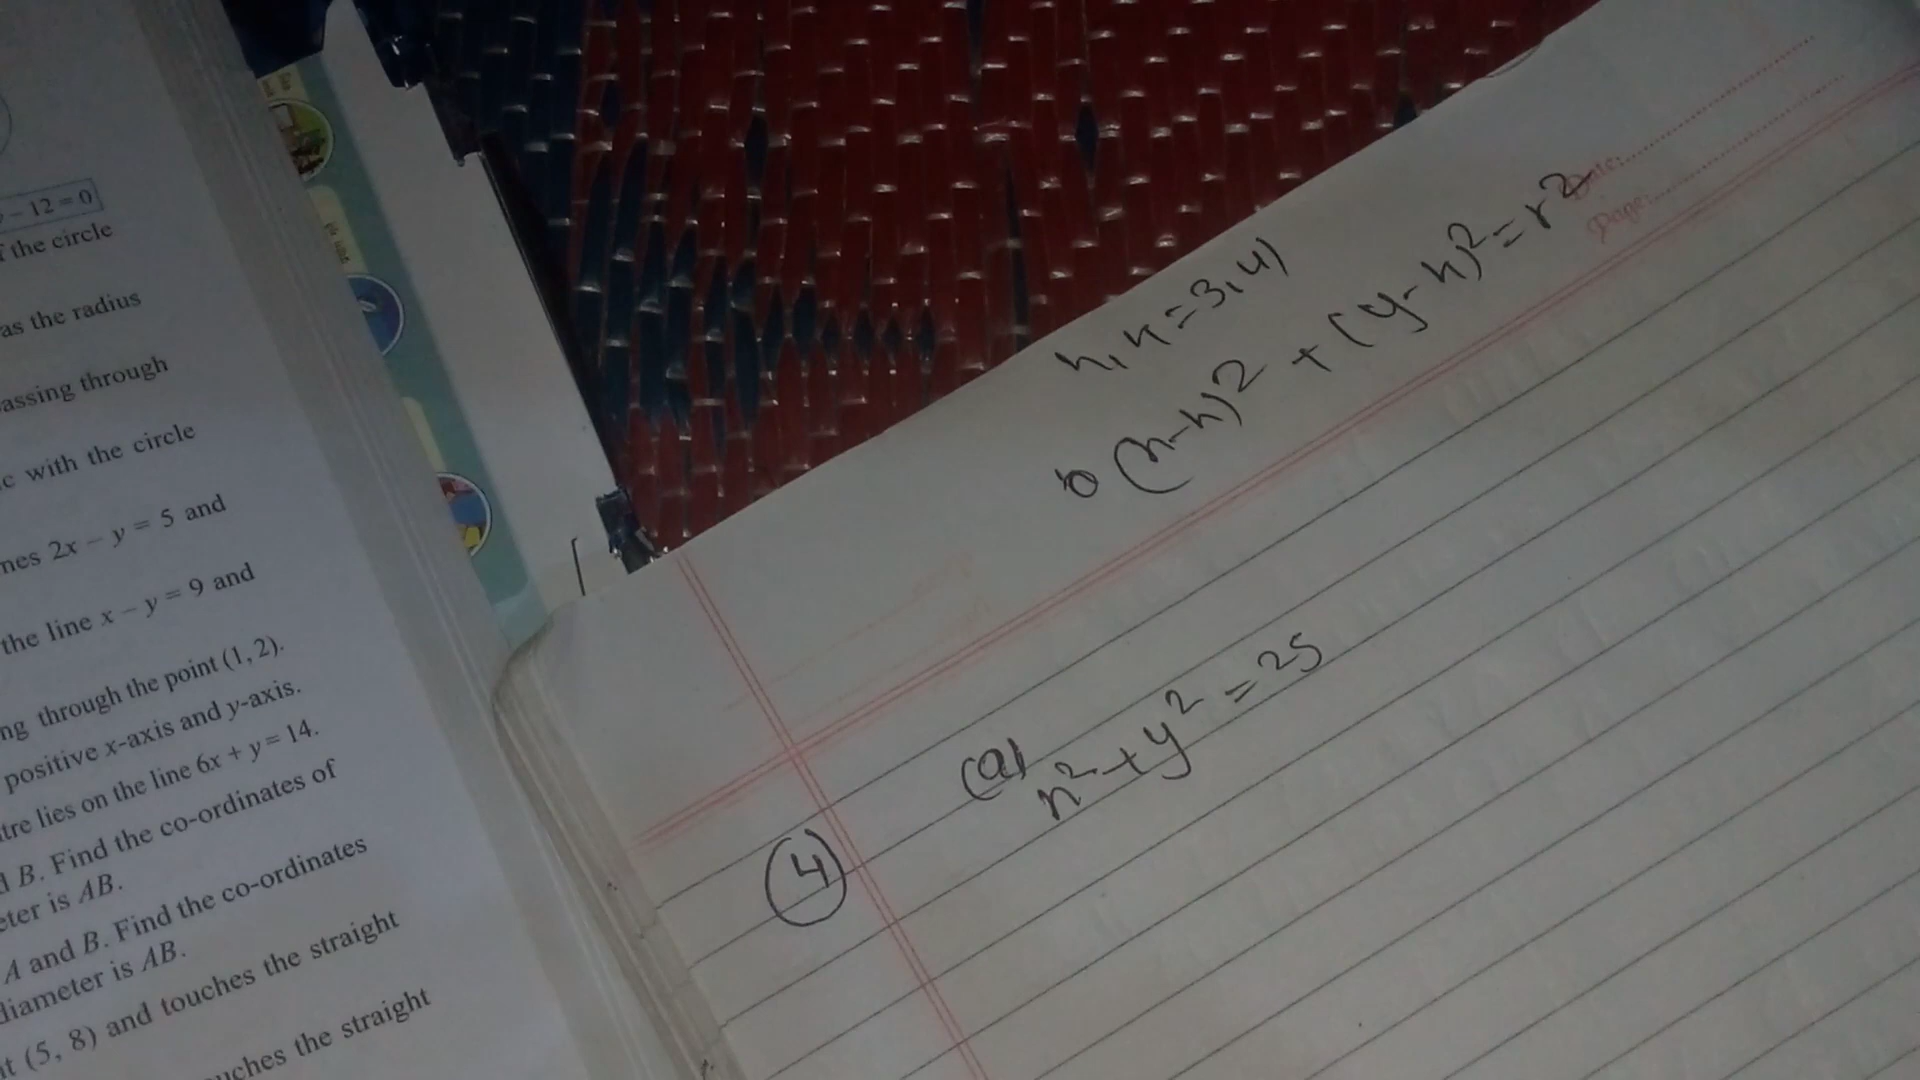 - 12 = 0
the circle
as the radius
assing through
c with the circle
nes 2x - y = 5 and
the line x - y = 9 and
ng through the point (1, 2).
positive x-axis and y-axis.
tre lies on the line 6x + y = 14.
B. Find the co-ordinates of
eter is AB.
A and B. Find the co-ordinates
diameter is AB.
t (5, 8) and touches the straight
uches the straight
Date:
Page:
h, k = 3, 4)
(x-h)2 + (y-k)² = r²
(4) (a)
x² + y² = 25